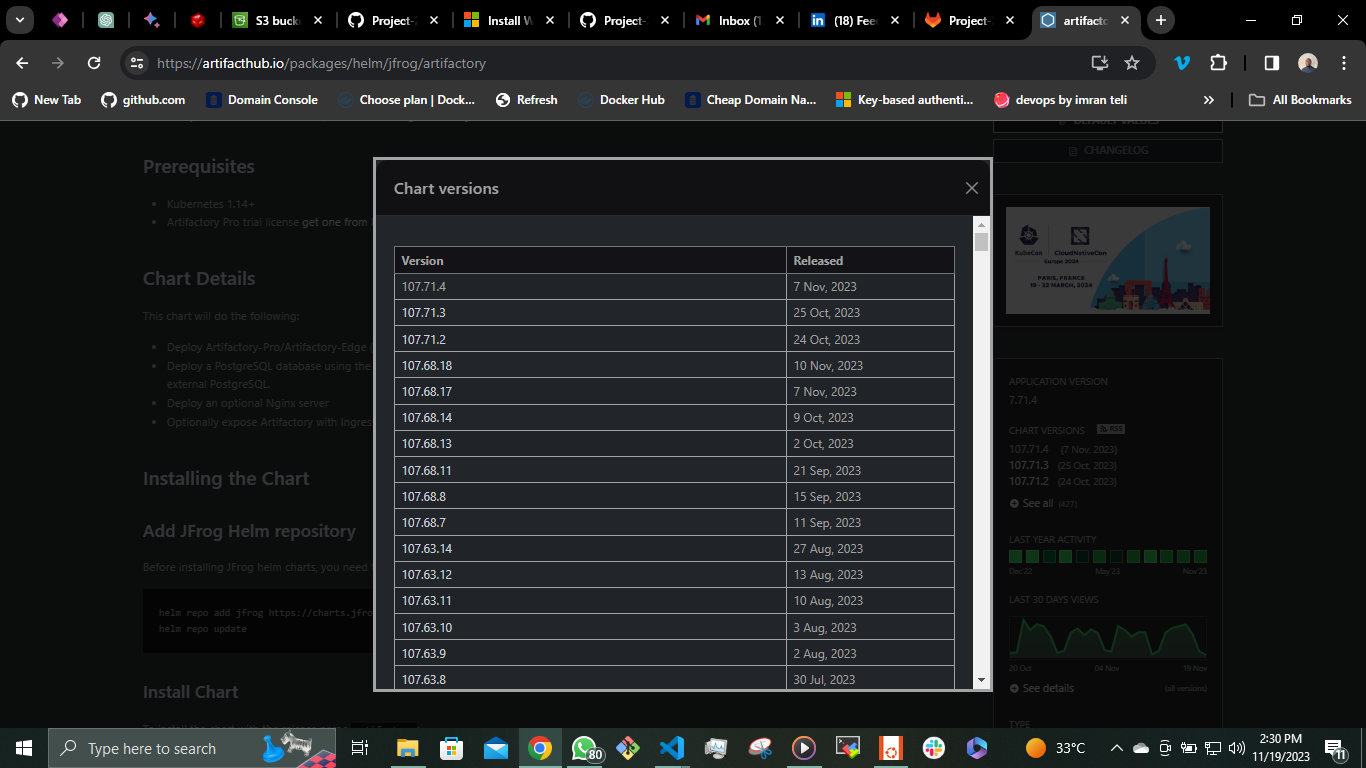 S3 buck
Project-
Install W
Project-
Inbox (1
(18) Fee
Project-
artifacto
https://artifacthub.io/packages/helm/jfrog/artifactory
New Tab
github.com
Domain Console
Choose plan | Dock...
Refresh
Docker Hub
Cheap Domain Na...
Key-based authenti...
devops by imran teli
All Bookmarks
DEFAULT VALUES
CHANGELOG
Prerequisites
Kubernetes 1.14+
Artifactory Pro trial license get one from
Chart Details
This chart will do the following:
Deploy Artifactory-Pro/Artifactory-Edge
Deploy a PostgreSQL database using the
external PostgreSQL.
Deploy an optional Nginx server
Optionally expose Artifactory with Ingres
Installing the Chart
Add JFrog Helm repository
Before installing JFrog helm charts, you need
helm repo add jfrog https://charts.jfro
helm repo update
Install Chart
To install the chart with the release name
Chart versions
Version Released
107.71.4 7 Nov, 2023
107.71.3 25 Oct, 2023
107.71.2 24 Oct, 2023
107.68.18 10 Nov, 2023
107.68.17 7 Nov, 2023
107.68.14 9 Oct, 2023
107.68.13 2 Oct, 2023
107.68.11 21 Sep, 2023
107.68.8 15 Sep, 2023
107.68.7 11 Sep, 2023
107.63.14 27 Aug, 2023
107.63.12 13 Aug, 2023
107.63.11 10 Aug, 2023
107.63.10 3 Aug, 2023
107.63.9 2 Aug, 2023
107.63.8 30 Jul, 2023
KubeCon CloudNativeCon
Europe 2024
PARIS, FRANCE
19 - 22 MARCH, 2024
APPLICATION VERSION
7.71.4
CHART VERSIONS RSS
107.71.4 (7 Nov, 2023)
107.71.3 (25 Oct, 2023)
107.71.2 (24 Oct, 2023)
See all (427)
LAST YEAR ACTIVITY
Dec'22 May'23 Nov'23
LAST 30 DAYS VIEWS
20 Oct 04 Nov 19 Nov
See details (all versions)
TYPE
Type here to search
80
33°C
2:30 PM
11/19/2023
11